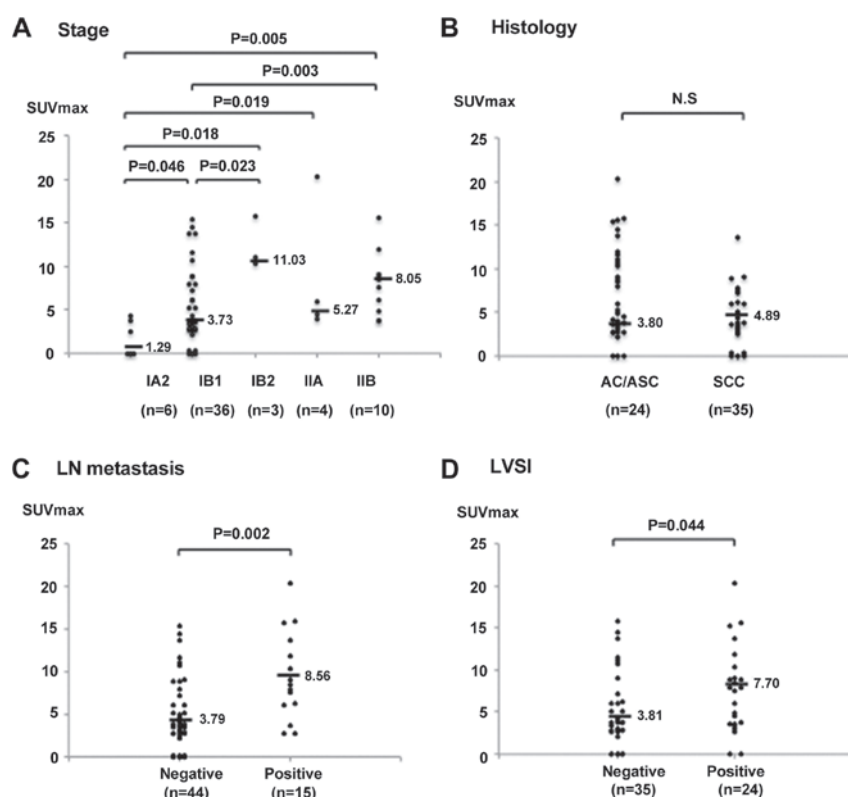 A Stage
P=0.005
P=0.003
P=0.019
P=0.018
P=0.046 P=0.023
SUVmax
25
20
15
10
5
0
1.29
3.73
11.03
5.27
8.05
IA2 IB1 IB2 IIA IIB
(n=6) (n=36) (n=3) (n=4) (n=10)
B Histology
N.S
SUVmax
25
20
15
10
5
0
3.80
4.89
AC/ASC SCC
(n=24) (n=35)
C LN metastasis
SUVmax
P=0.002
25
20
15
10
5
0
3.79
8.56
Negative Positive
(n=44) (n=15)
D LVSI
SUVmax
P=0.044
25
20
15
10
5
0
3.81
7.70
Negative Positive
(n=35) (n=24)